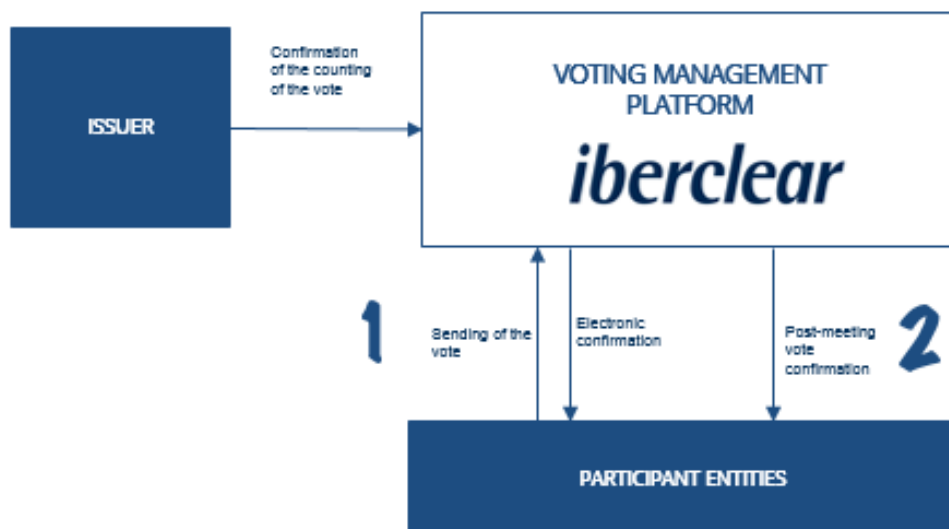 ISSUER
Confirmation
of the counting
of the vote
VOTING MANAGEMENT
PLATFORM
iberclear
1
Sending of the
vote
Electronic
confirmation
Post-meeting
vote
confirmation
2
PARTICIPANT ENTITIES